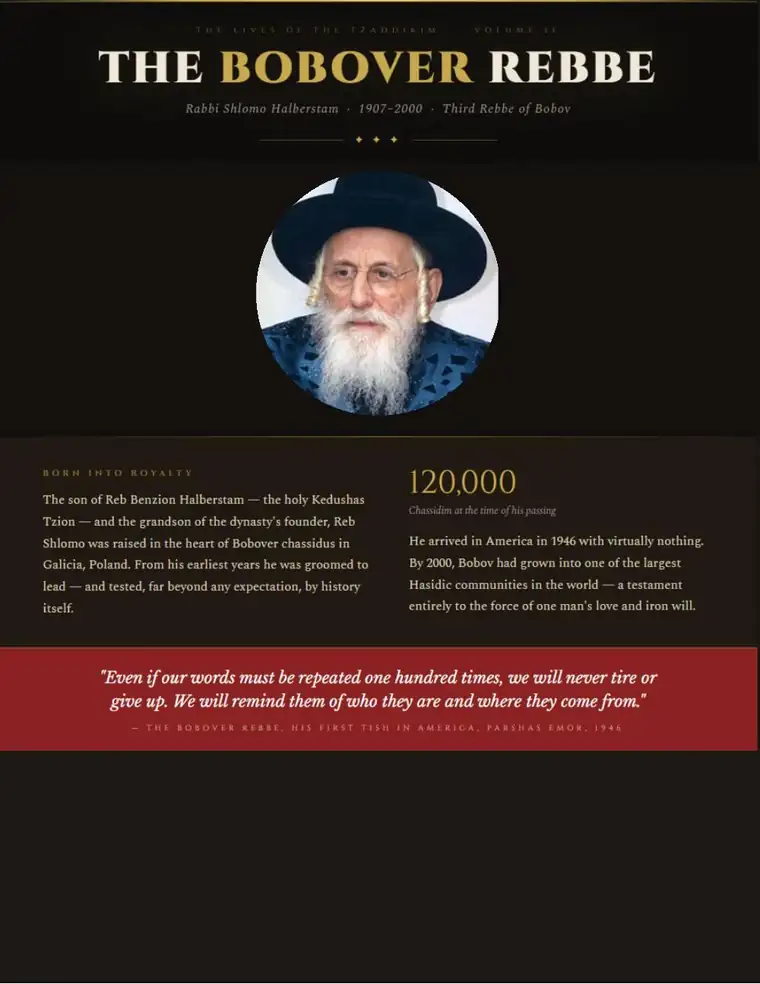 THE LIVES OF THE TZADDIKIM VOLUME II
THE BOBOVER REBBE
Rabbi Shlomo Halberstam · 1907–2000 · Third Rebbe of Bobov
BORN INTO ROYALTY
The son of Reb Benzion Halberstam — the holy Kedushas
Tzion — and the grandson of the dynasty's founder, Reb
Shlomo was raised in the heart of Bobover chassidus in
Galicia, Poland. From his earliest years he was groomed to
lead — and tested, far beyond any expectation, by history
itself.
120,000
Chassidim at the time of his passing
He arrived in America in 1946 with virtually nothing.
By 2000, Bobov had grown into one of the largest
Hasidic communities in the world — a testament
entirely to the force of one man's love and iron will.
"Even if our words must be repeated one hundred times, we will never tire or
give up. We will remind them of who they are and where they come from."
— THE BOBOVER REBBE, HIS FIRST TISH IN AMERICA, PARSHAS EMOR, 1946